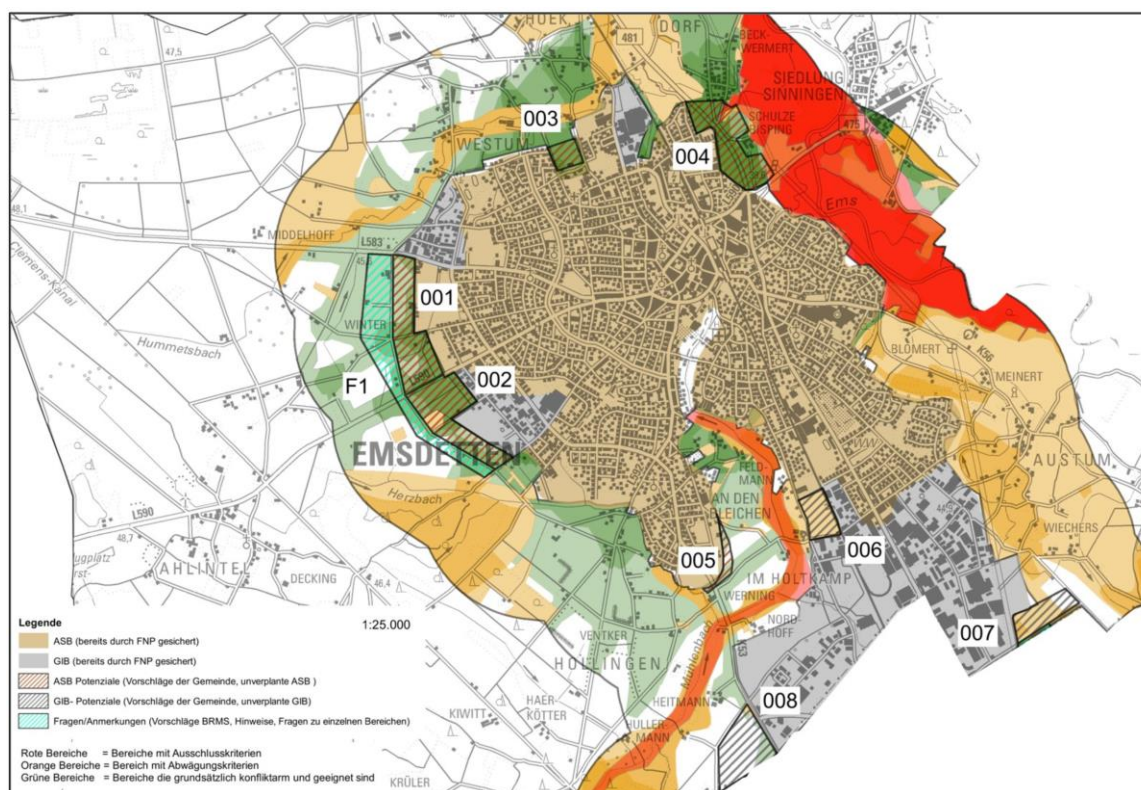 HOEK
DORF
481
BECK-
WERMERT
47,5
SIEDLUNG
SINNINGEN
003
SCHULZE
475
WESTUM
004
Ems
48,1
MIDDELHOFF
L583
Clemens-Kanal
001
WINTER
K56
BLÖMERT
Hummetsbach
MEINERT
F1
L590
002
EMSDETTEN
AUSTUM
FELD-
MANN
Herzbach
AN DEN
BLEICHEN
L590
WIECHERS
48,7
006
005
AHLINTEL
DECKING
46,4
IM HOLTKAMP
WERNING
NORD-
HOFF
007
Legende
1:25.000
ASB (bereits durch FNP gesichert)
VENTKER
Mühlenbach
GIB (bereits durch FNP gesichert)
HOLLINGEN
ASB Potenziale (Vorschläge der Gemeinde, unverplante ASB )
HAER-
KÖTTER
HEITMANN
008
GIB- Potenziale (Vorschläge der Gemeinde, unverplante GIB)
KIWITT
HULLER-
MANN
Fragen/Anmerkungen (Vorschläge BRMS, Hinweise, Fragen zu einzelnen Bereichen)
Rote Bereiche = Bereiche mit Ausschlusskriterien
Orange Bereiche = Bereich mit Abwägungskriterien
Grüne Bereiche = Bereiche die grundsätzlich konfliktarm und geeignet sind
KRÜLER